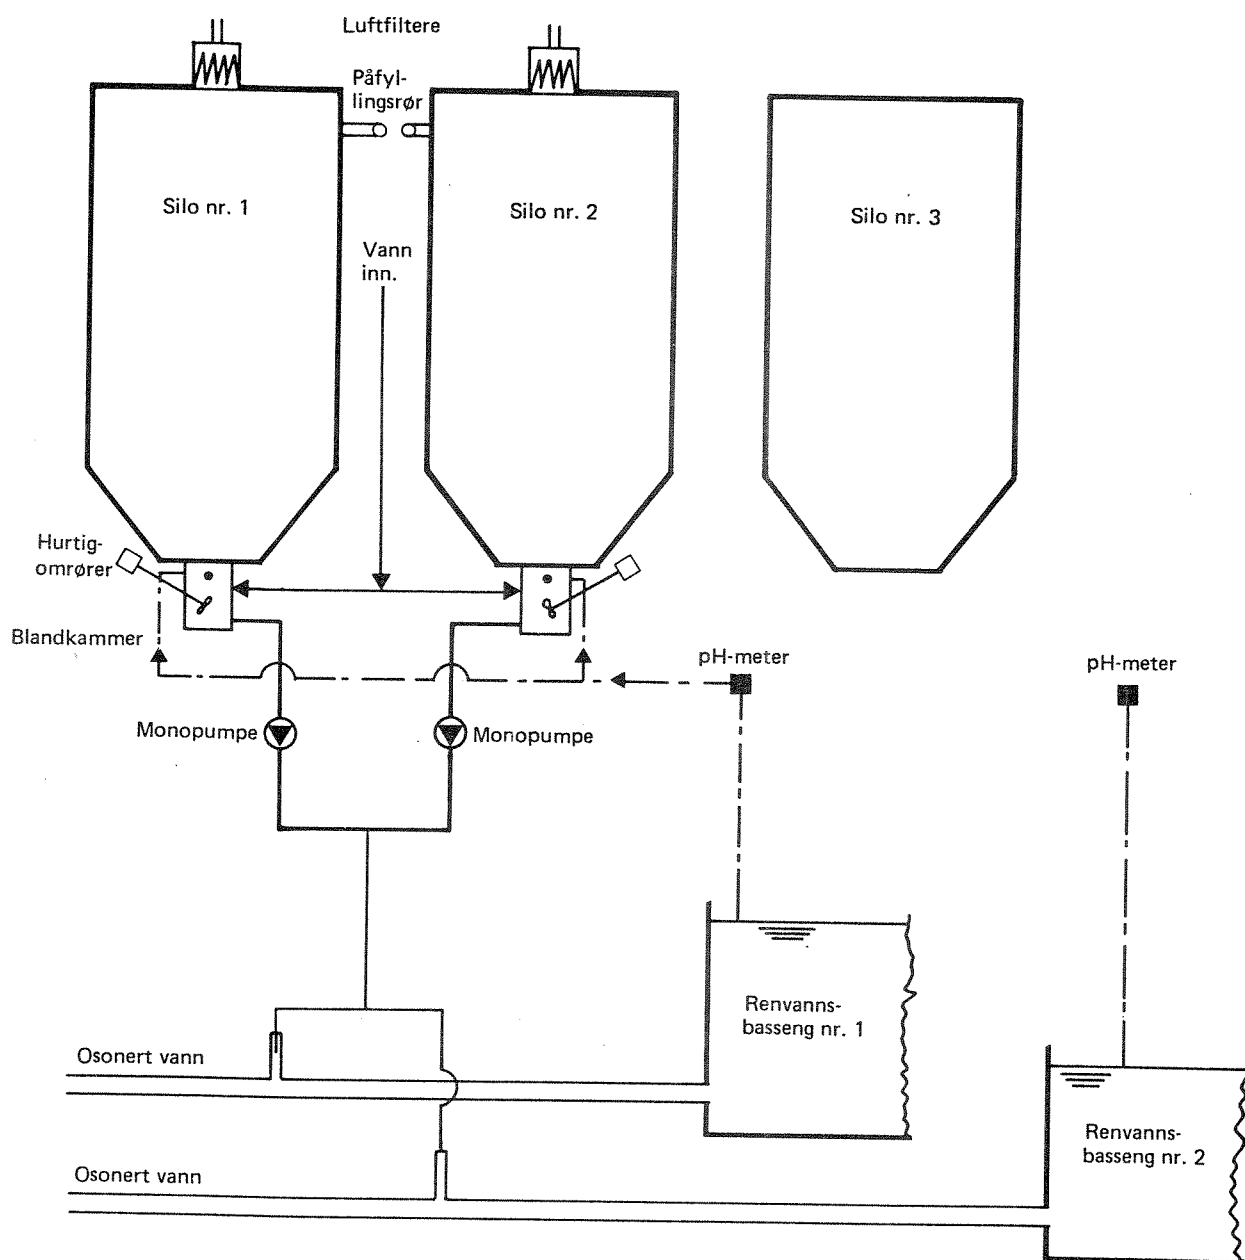 Luftfiltere
Påfyl-
lingsrør
Silo nr. 1
Silo nr. 2
Silo nr. 3
Vann
inn.
Hurtig-
omrører
Blandkammer
pH-meter
pH-meter
Monopumpe
Monopumpe
Renvanns-
basseng nr. 1
Osonert vann
Renvanns-
basseng nr. 2
Osonert vann